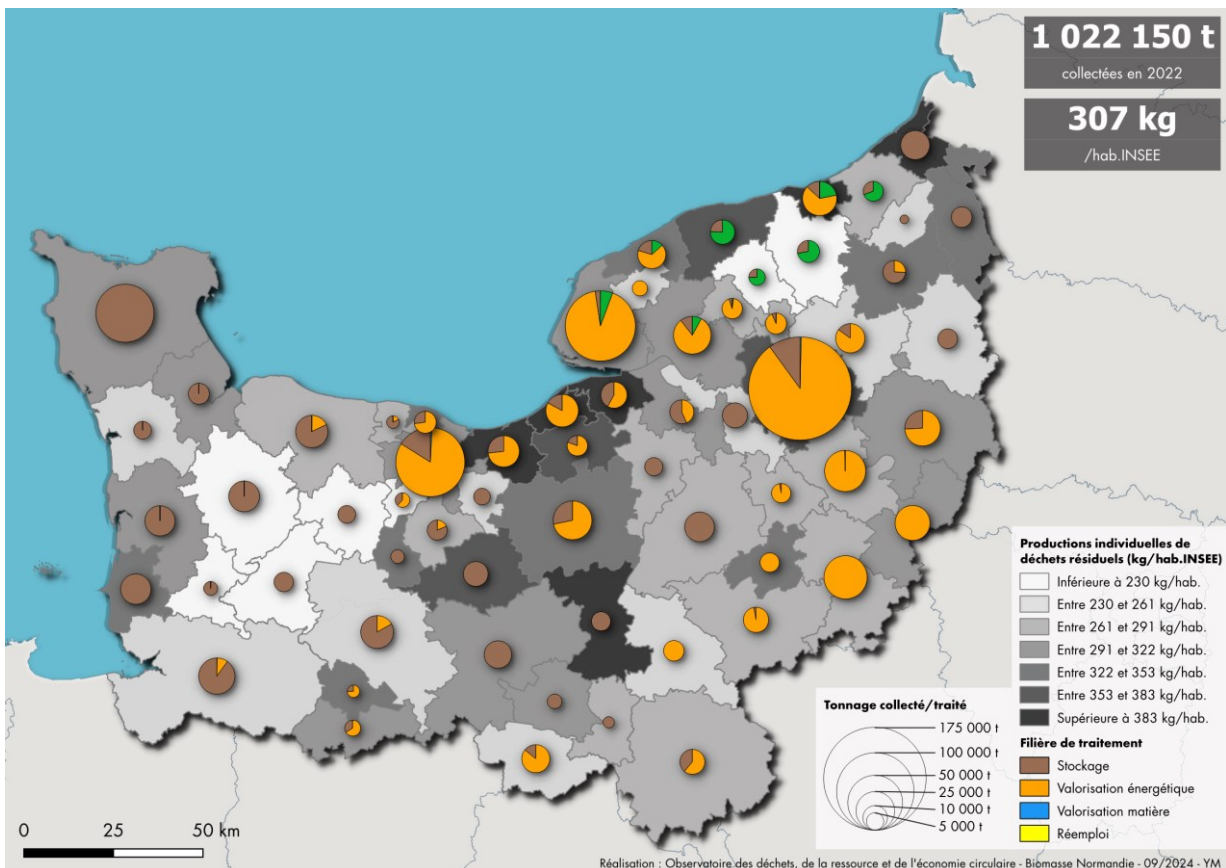 1 022 150 t
collectées en 2022
307 kg
/hab.INSEE
Productions individuelles de
déchets résiduels (kg/hab.INSEE)
Inférieure à 230 kg/hab.
Entre 230 et 261 kg/hab.
Entre 261 et 291 kg/hab.
Entre 291 et 322 kg/hab.
Entre 322 et 353 kg/hab.
Entre 353 et 383 kg/hab.
Supérieure à 383 kg/hab.
Filière de traitement
Stockage
Valorisation énergétique
Valorisation matière
Réemploi
Tonnage collecté/traité
175 000 t
100 000 t
50 000 t
25 000 t
10 000 t
5 000 t
0 25 50 km
Réalisation : Observatoire des déchets, de la ressource et de l'économie circulaire - Biomasse Normandie - 09/2024 - YM